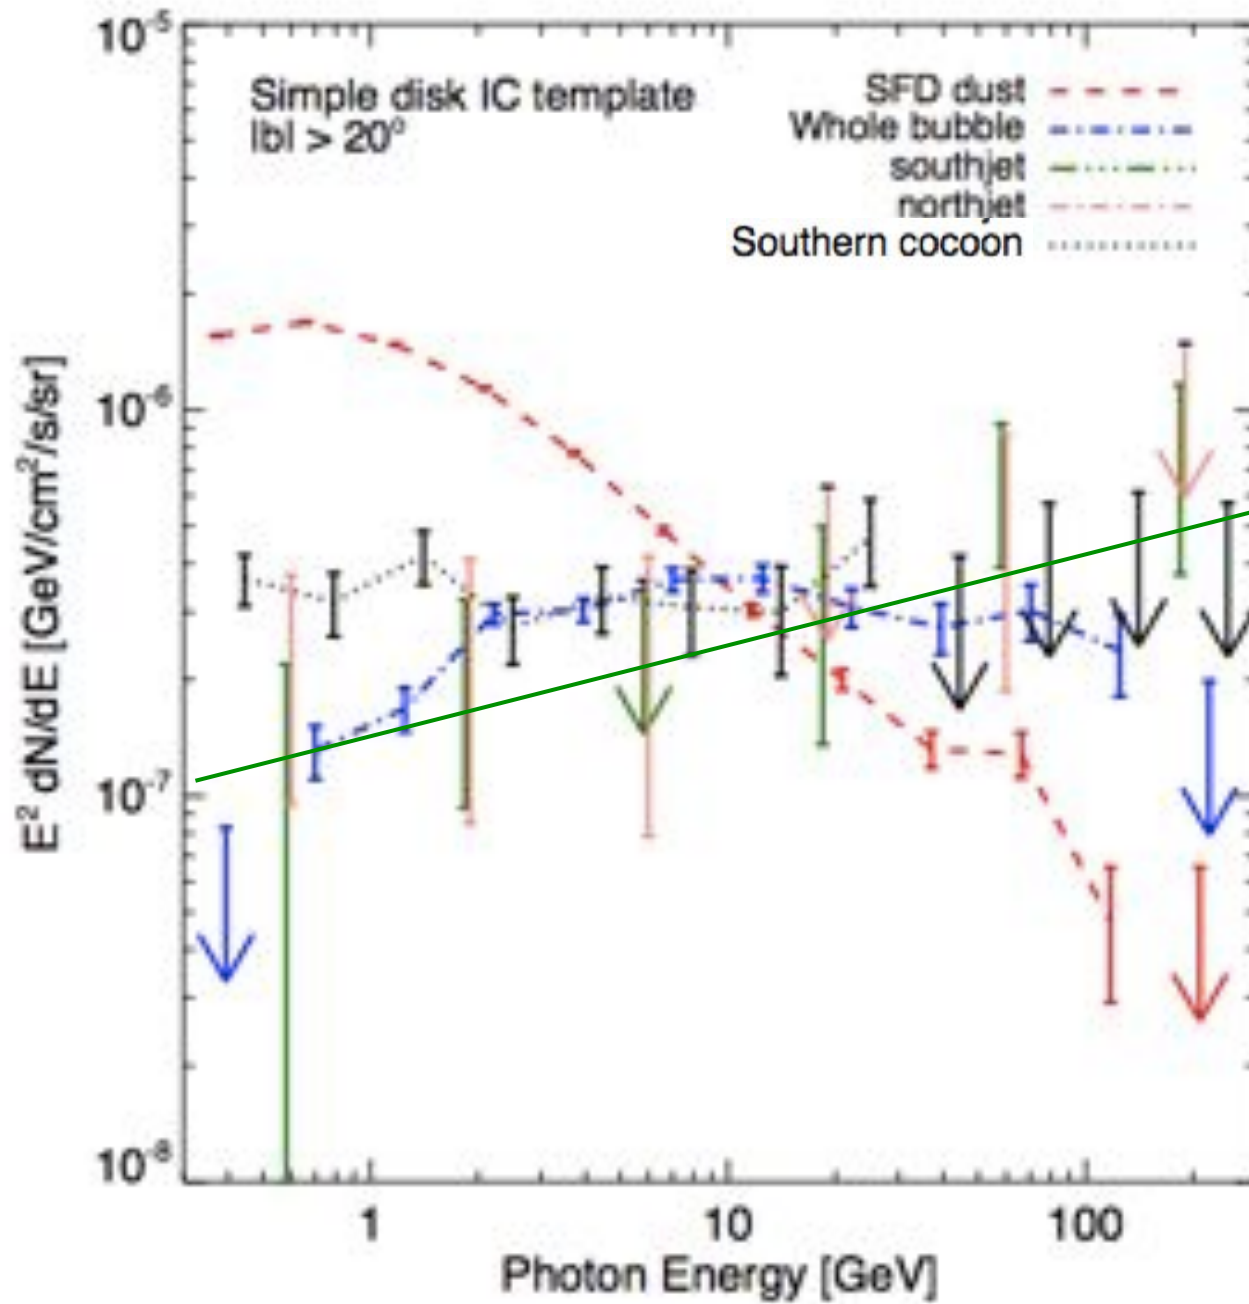 10⁻⁵
Simple disk IC template
|b| > 20°
SFD dust
Whole bubble
southjet
northjet
Southern cocoon
10⁻⁶
10⁻⁷
10⁻⁸
E² dN/dE [GeV/cm²/s/sr]
1 10 100
Photon Energy [GeV]